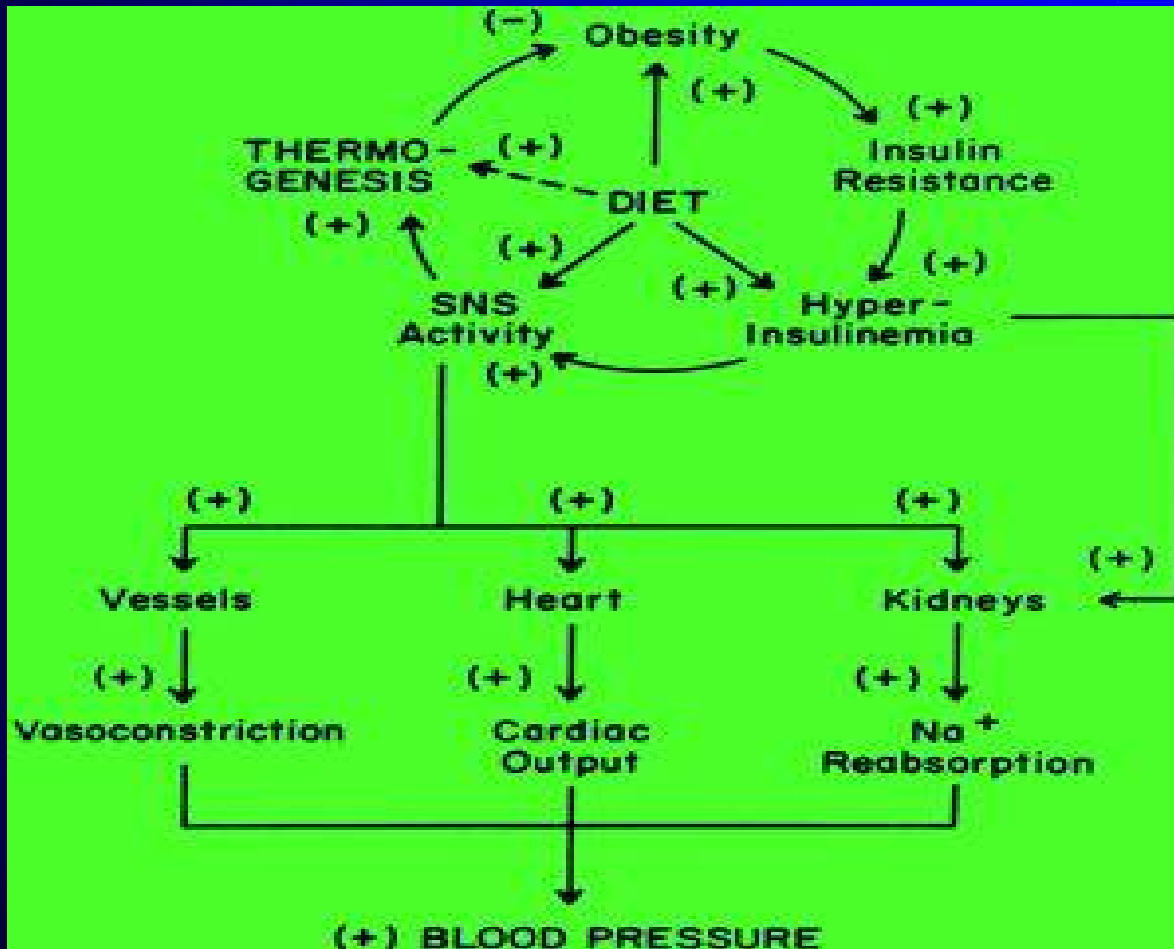 (-)
Obesity
(+)
(+)
THERMO-
GENESIS
(+)
Insulin
Resistance
DIET
(+)
(+)
(+)
(+)
SNS
Activity
Hyper-
Insulinemia
(+)
(+)
(+)
(+)
(+)
Vessels
Heart
Kidneys
(+)
(+)
(+)
(+)
Vasoconstriction
Cardiac
Output
Na+
Reabsorption
(+) BLOOD PRESSURE